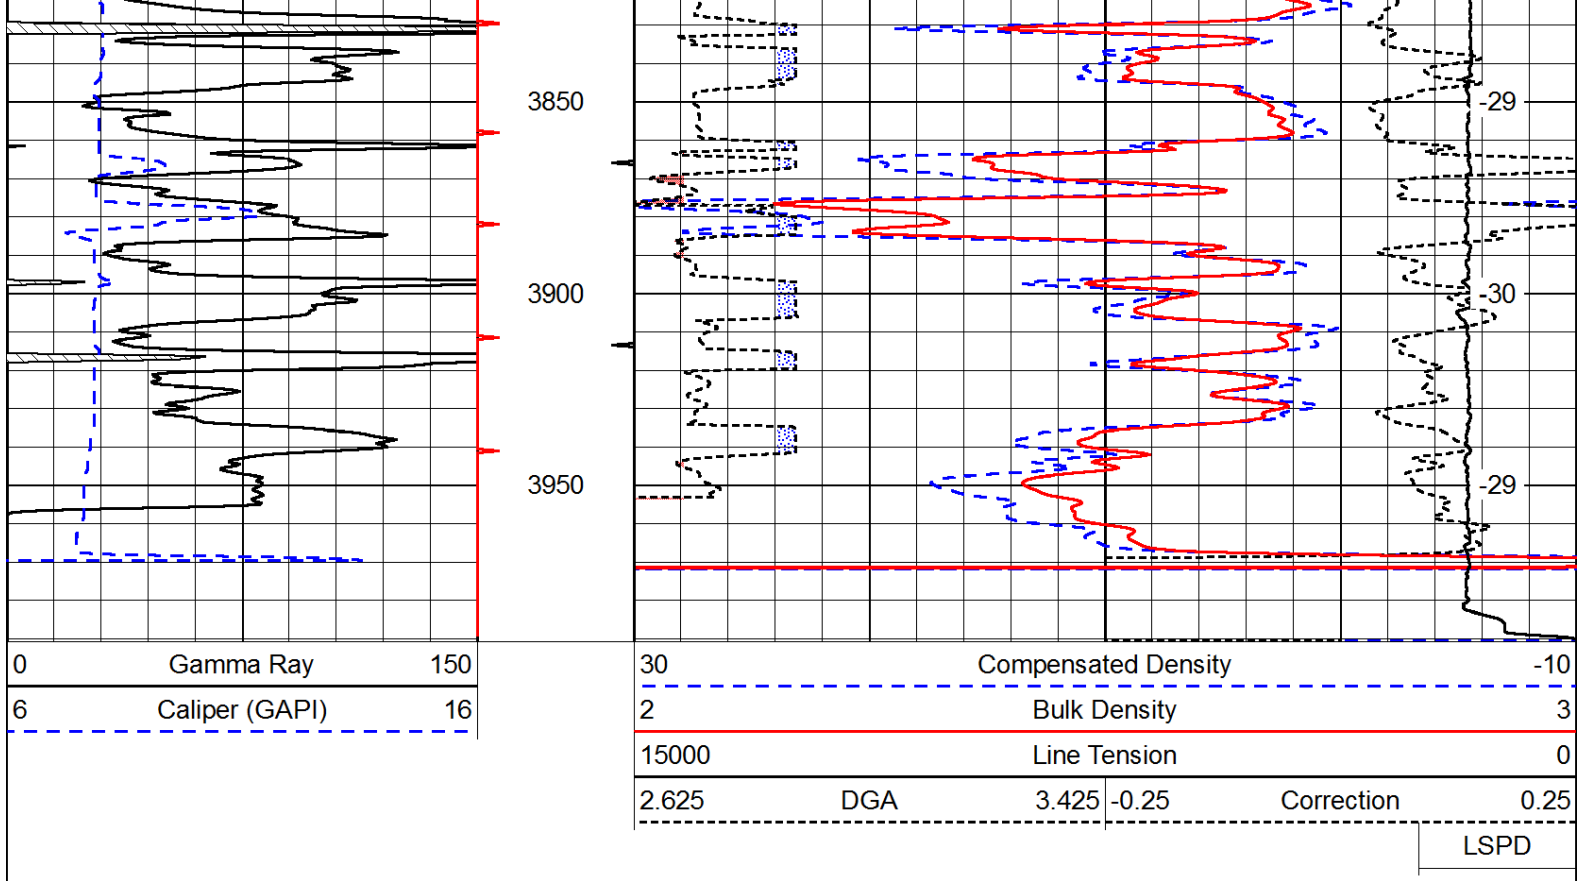 3850
-29
3900
-30
3950
-29
0 Gamma Ray 150
6 Caliper (GAPI) 16
30 Compensated Density -10
2 Bulk Density 3
15000 Line Tension 0
2.625 DGA 3.425 -0.25 Correction 0.25
LSPD